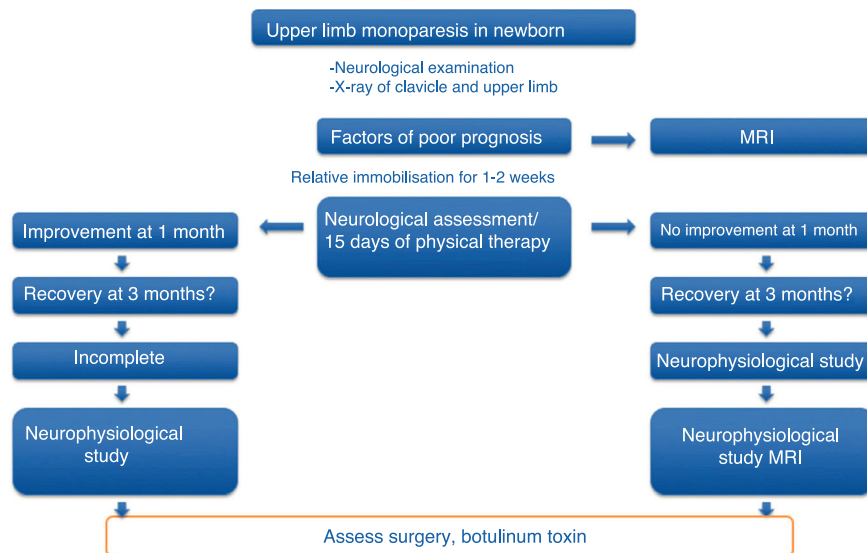 Upper limb monoparesis in newborn
-Neurological examination
-X-ray of clavicle and upper limb
Factors of poor prognosis
MRI
Relative immobilisation for 1-2 weeks
Neurological assessment/
15 days of physical therapy
Improvement at 1 month
No improvement at 1 month
Recovery at 3 months?
Recovery at 3 months?
Incomplete
Neurophysiological study
Neurophysiological
study
Neurophysiological
study MRI
Assess surgery, botulinum toxin